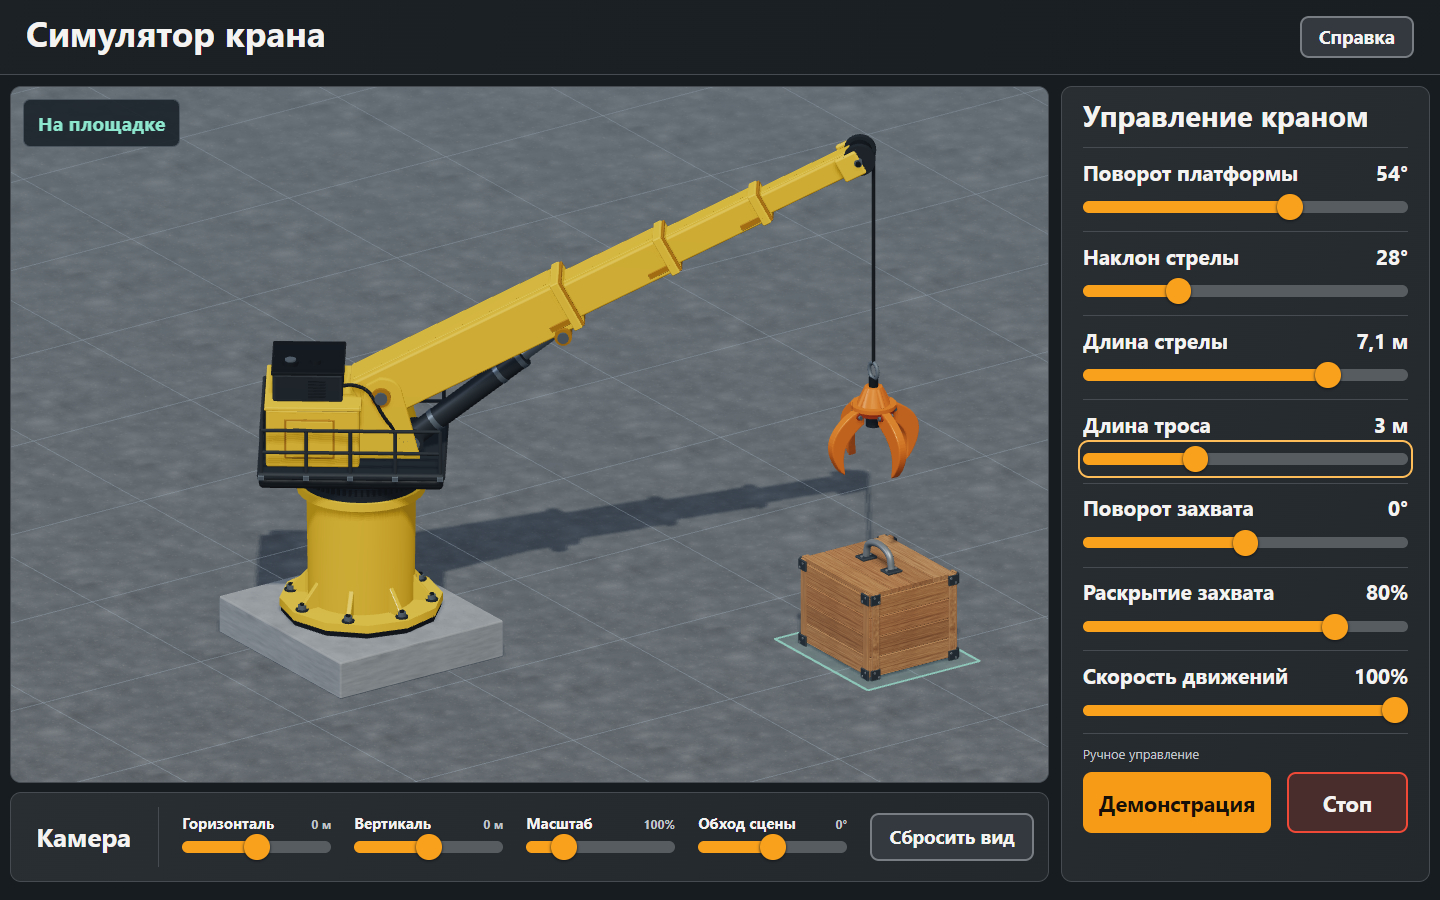 Симулятор крана
Справка
На площадке
Управление краном
Поворот платформы 54°
Наклон стрелы 28°
Длина стрелы 7,1 м
Длина троса 3 м
Поворот захвата 0°
Раскрытие захвата 80%
Скорость движений 100%
Ручное управление
Демонстрация
Стоп
Камера
Горизонталь 0 м
Вертикаль 0 м
Масштаб 100%
Обход сцены 0°
Сбросить вид